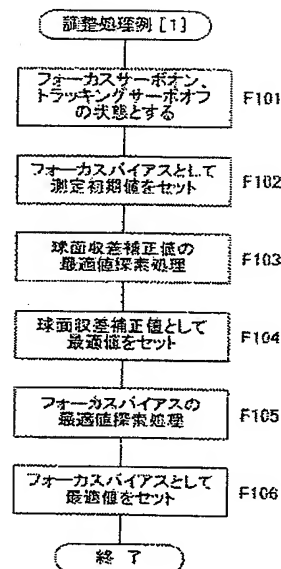 調整処理例[1]
フォーカスサーボオン、
トラッキングサーボオフ
の状態とする
F101
フォーカスバイアスとして
測定初期値をセット
F102
球面収差補正値の
最適値探索処理
F103
球面収差補正値として
最適値をセット
F104
フォーカスバイアスの
最適値探索処理
F105
フォーカスバイアスとして
最適値をセット
F106
終了